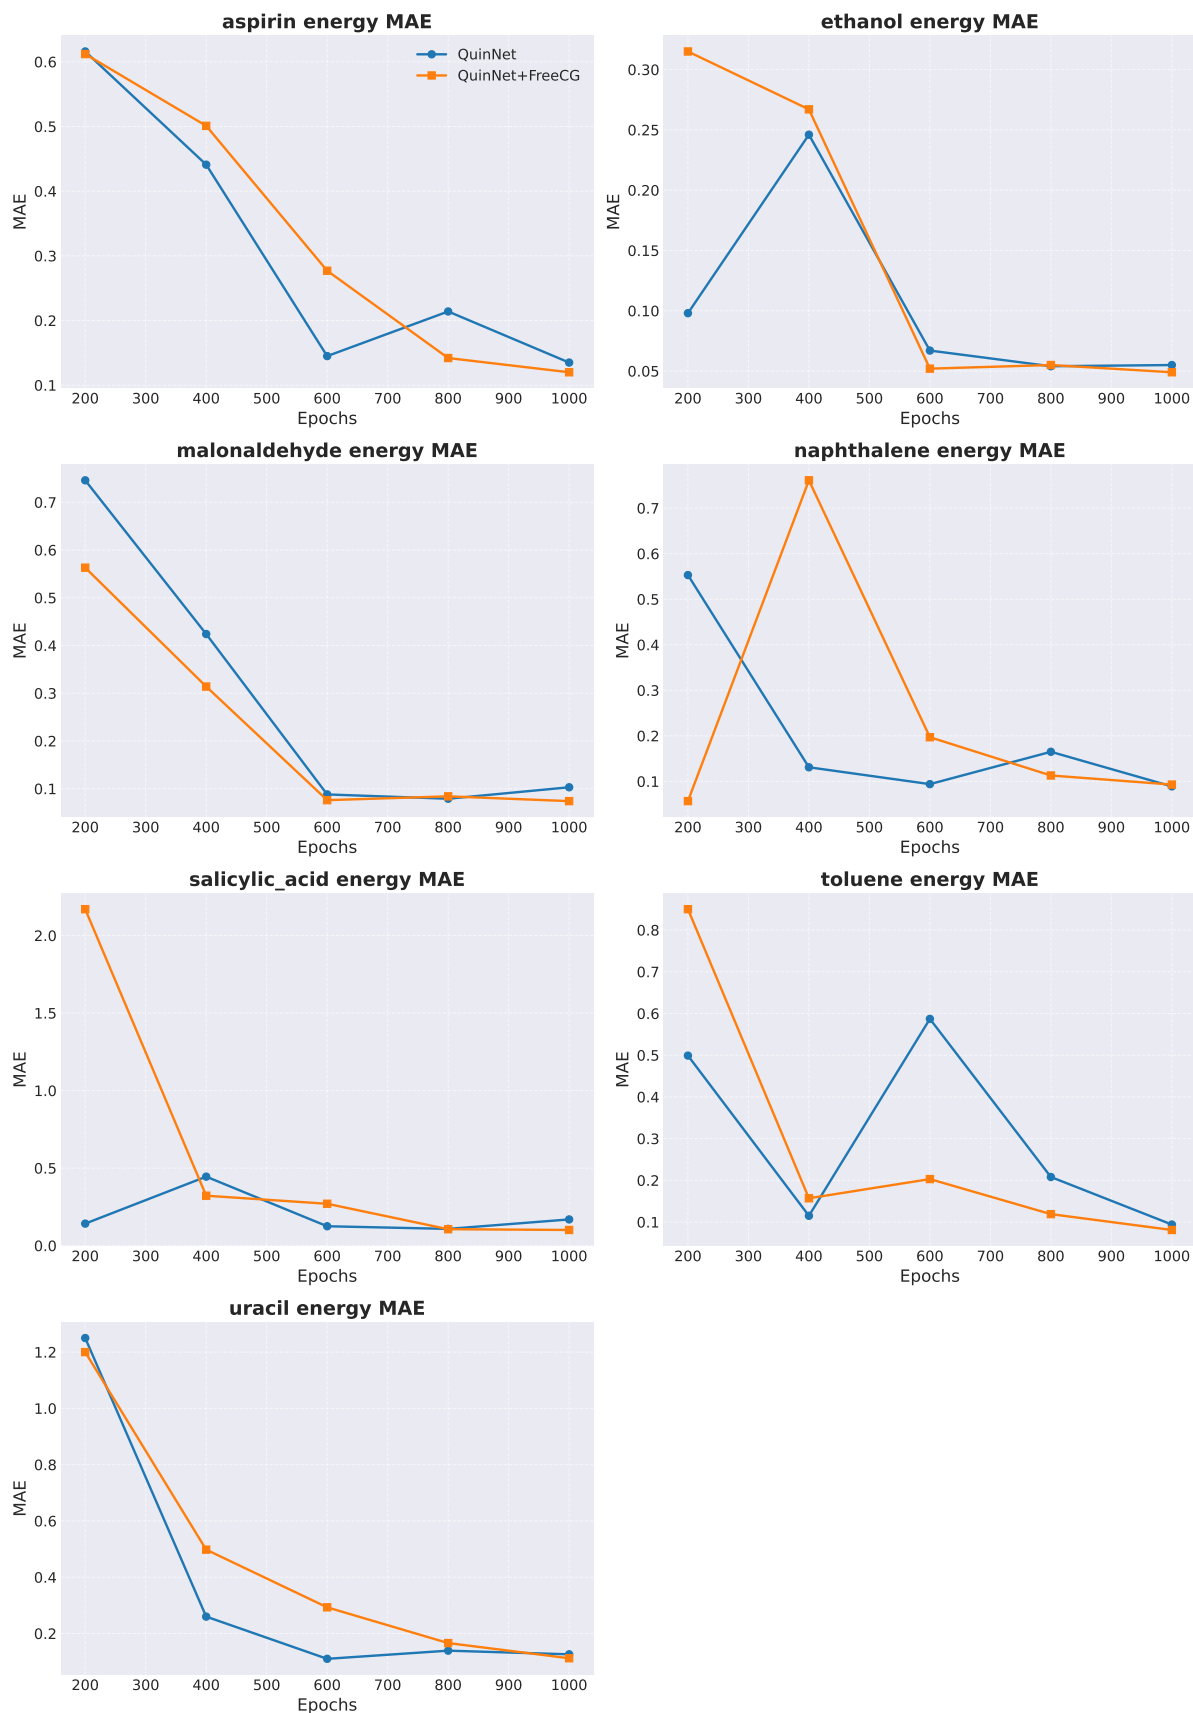 aspirin energy MAE
QuinNet
QuinNet+FreeCG
0.6
0.5
0.4
0.3
0.2
0.1
MAE
200 300 400 500 600 700 800 900 1000
Epochs
ethanol energy MAE
0.30
0.25
0.20
0.15
0.10
0.05
MAE
200 300 400 500 600 700 800 900 1000
Epochs
malonaldehyde energy MAE
0.7
0.6
0.5
0.4
0.3
0.2
0.1
MAE
200 300 400 500 600 700 800 900 1000
Epochs
naphthalene energy MAE
0.7
0.6
0.5
0.4
0.3
0.2
0.1
MAE
200 300 400 500 600 700 800 900 1000
Epochs
salicylic_acid energy MAE
2.0
1.5
1.0
0.5
0.0
MAE
200 300 400 500 600 700 800 900 1000
Epochs
toluene energy MAE
0.8
0.7
0.6
0.5
0.4
0.3
0.2
0.1
MAE
200 300 400 500 600 700 800 900 1000
Epochs
uracil energy MAE
1.2
1.0
0.8
0.6
0.4
0.2
MAE
200 300 400 500 600 700 800 900 1000
Epochs